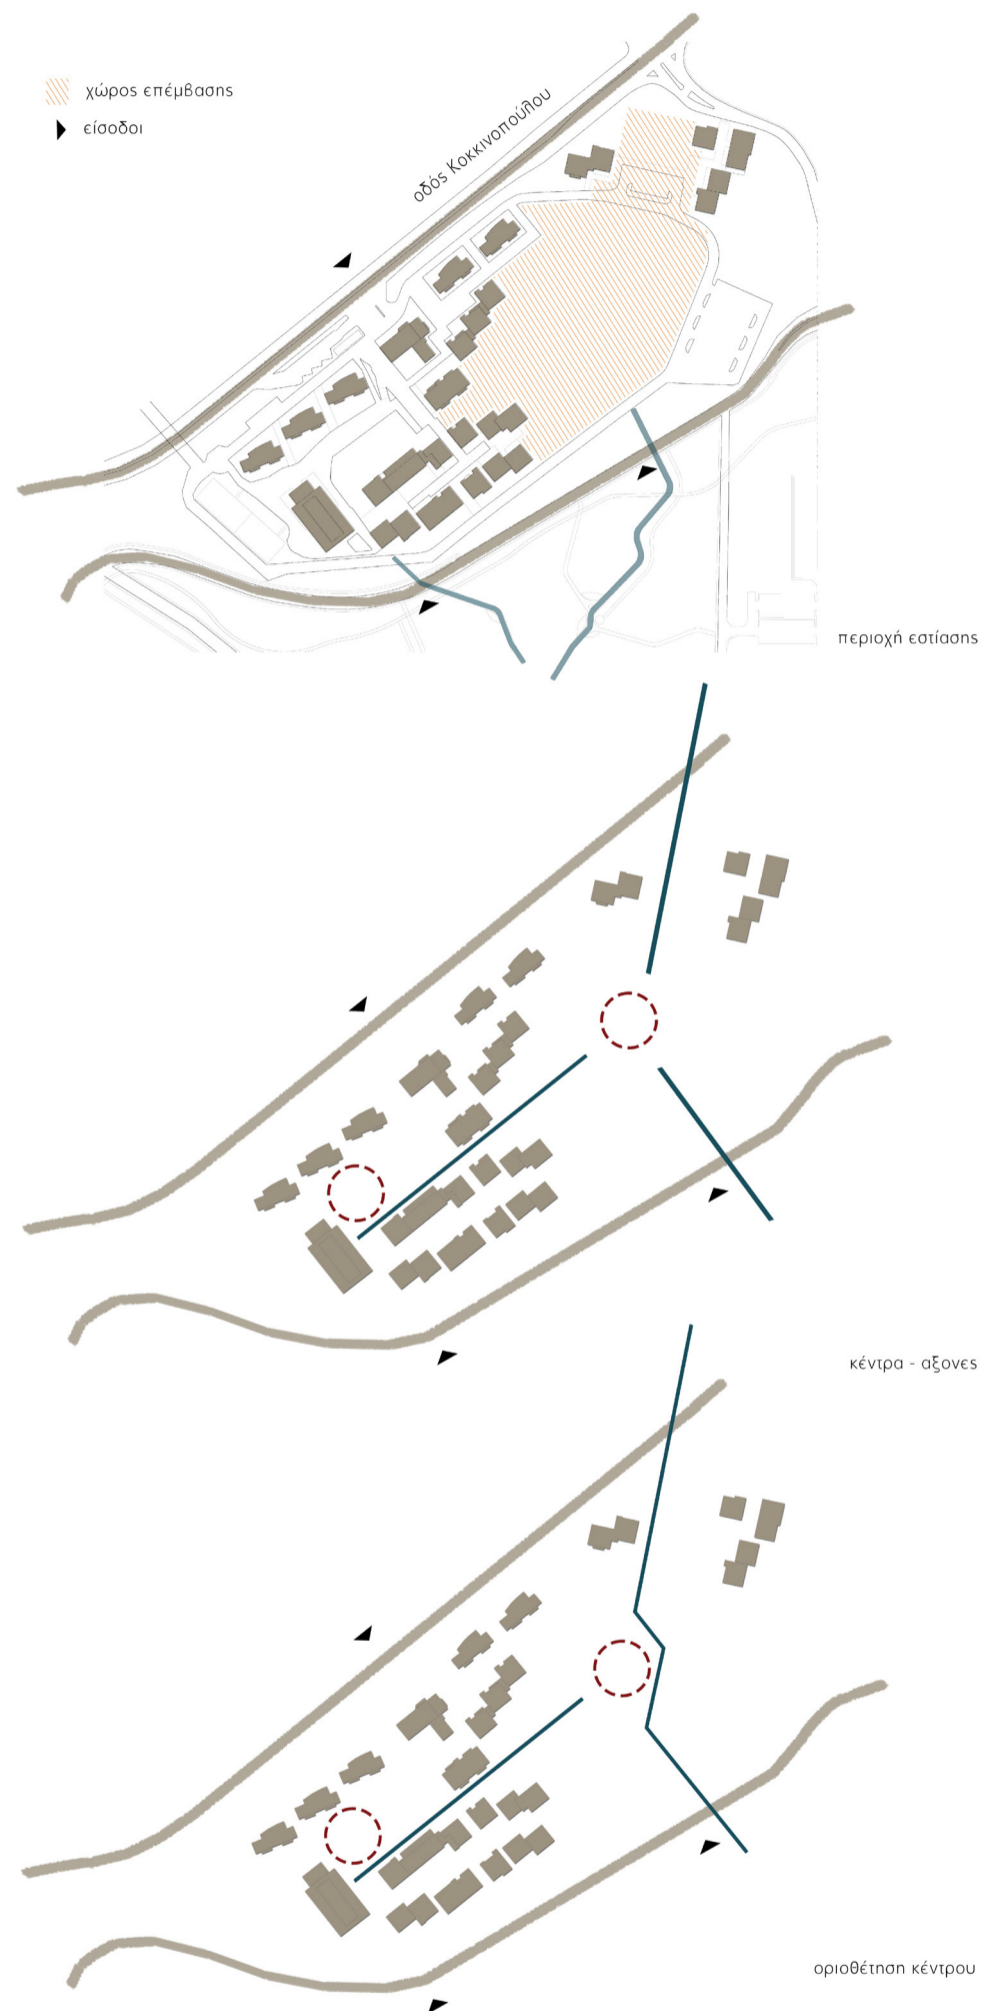 χώρος επέμβασης
είσοδοι
οδός Κοκκινοπούλου
περιοχή εστίασης
κέντρα - αξονες
οριοθέτηση κέντρου